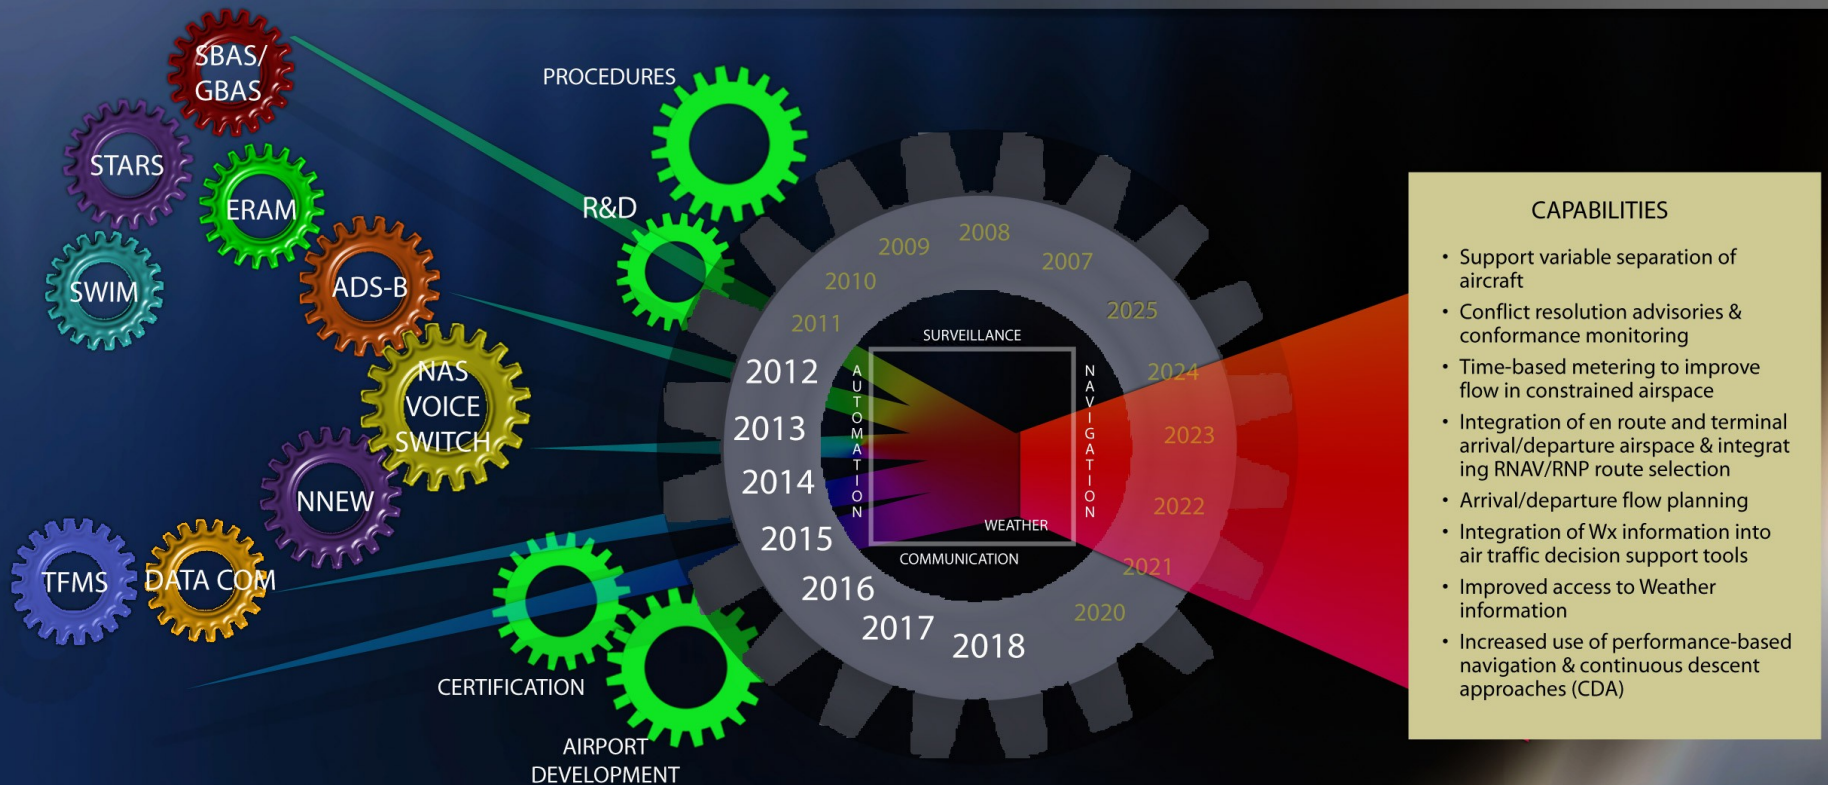 SBAS/
GBAS
STARS
ERAM
SWIM
ADS-B
NAS
VOICE
SWITCH
NNEW
TFMS
DATA COM
PROCEDURES
R&D
CERTIFICATION
AIRPORT
DEVELOPMENT
2007
2008
2009
2010
2011
2012
2013
2014
2015
2016
2017
2018
2020
2021
2022
2023
2024
2025
SURVEILLANCE
AUTOMATION
NAVIGATION
WEATHER
COMMUNICATION
CAPABILITIES
• Support variable separation of
aircraft
• Conflict resolution advisories &
conformance monitoring
• Time-based metering to improve
flow in constrained airspace
• Integration of en route and terminal
arrival/departure airspace & integrat
ing RNAV/RNP route selection
• Arrival/departure flow planning
• Integration of Wx information into
air traffic decision support tools
• Improved access to Weather
information
• Increased use of performance-based
navigation & continuous descent
approaches (CDA)